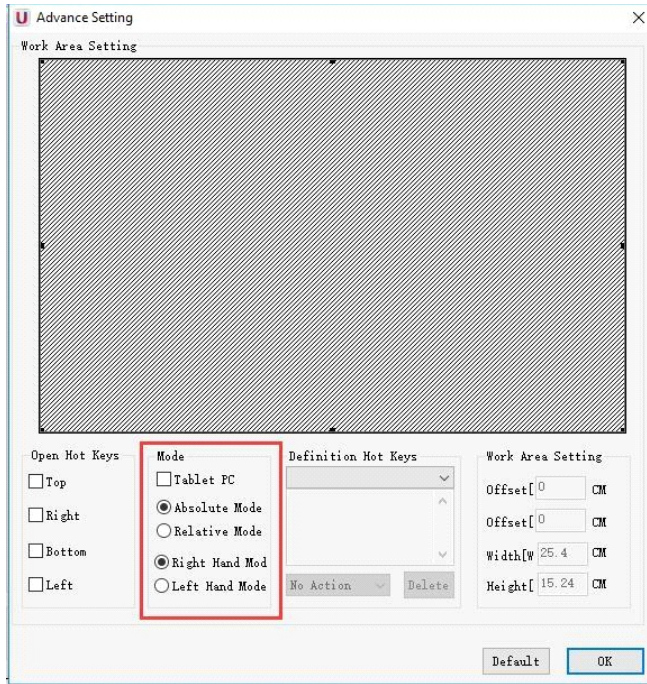 U Advance Setting
Work Area Setting
Open Hot Keys
Top
Right
Bottom
Left
Mode
Tablet PC
Absolute Mode
Relative Mode
Right Hand Mod
Left Hand Mode
Definition Hot Keys
No Action
Delete
Work Area Setting
Offset[ 0 CM
Offset[ 0 CM
Width[W 25.4 CM
Height[ 15.24 CM
Default
OK